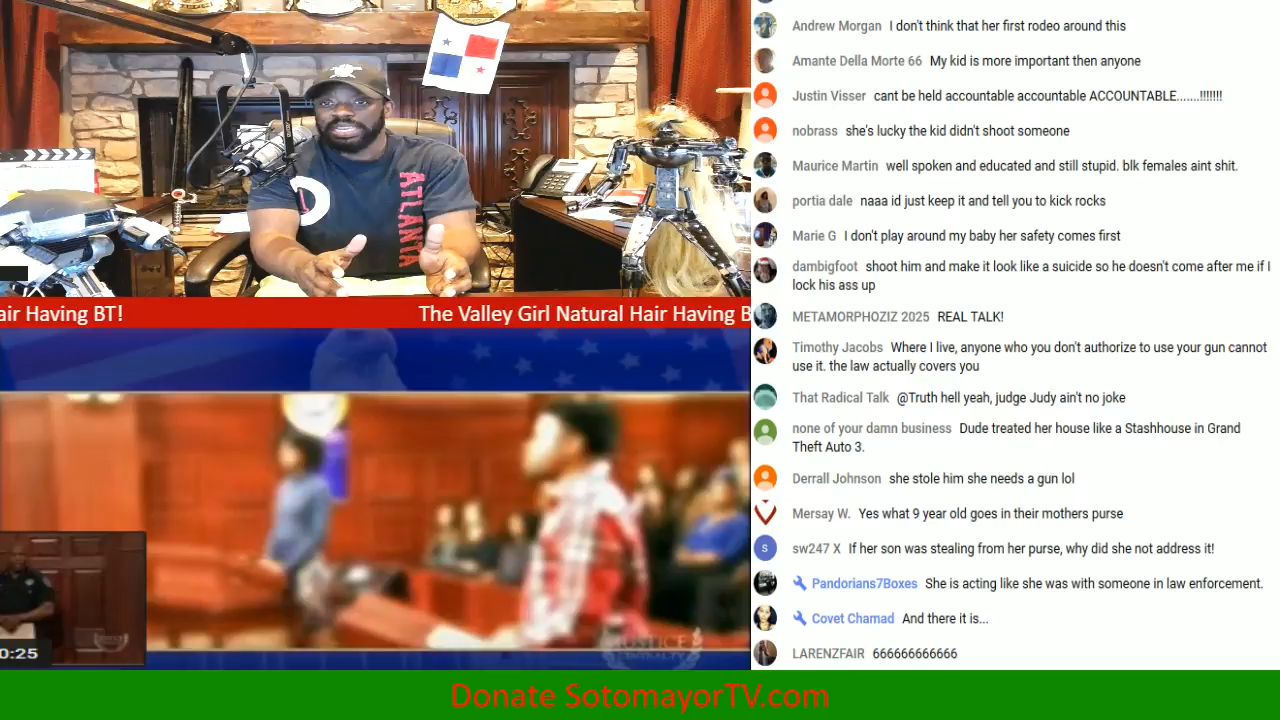 ATLANTA
air Having BT!
The Valley Girl Natural Hair Having B
JUSTICE
CENTRAL.TV
0:25
Andrew Morgan I don't think that her first rodeo around this
Amante Della Morte 66 My kid is more important then anyone
Justin Visser cant be held accountable accountable ACCOUNTABLE.......!!!!!!!
nobrass she's lucky the kid didn't shoot someone
Maurice Martin well spoken and educated and still stupid. blk females aint shit.
portia dale naaa id just keep it and tell you to kick rocks
Marie G I don't play around my baby her safety comes first
dambigfoot shoot him and make it look like a suicide so he doesn't come after me if I
lock his ass up
METAMORPHOZIZ 2025 REAL TALK!
Timothy Jacobs Where I live, anyone who you don't authorize to use your gun cannot
use it. the law actually covers you
That Radical Talk @Truth hell yeah, judge Judy ain't no joke
none of your damn business Dude treated her house like a Stashhouse in Grand
Theft Auto 3.
Derrall Johnson she stole him she needs a gun lol
Mersay W. Yes what 9 year old goes in their mothers purse
s sw247 X If her son was stealing from her purse, why did she not address it!
Pandorians7Boxes She is acting like she was with someone in law enforcement.
Covet Chamad And there it is...
LARENZFAIR 666666666666
Donate SotomayorTV.com